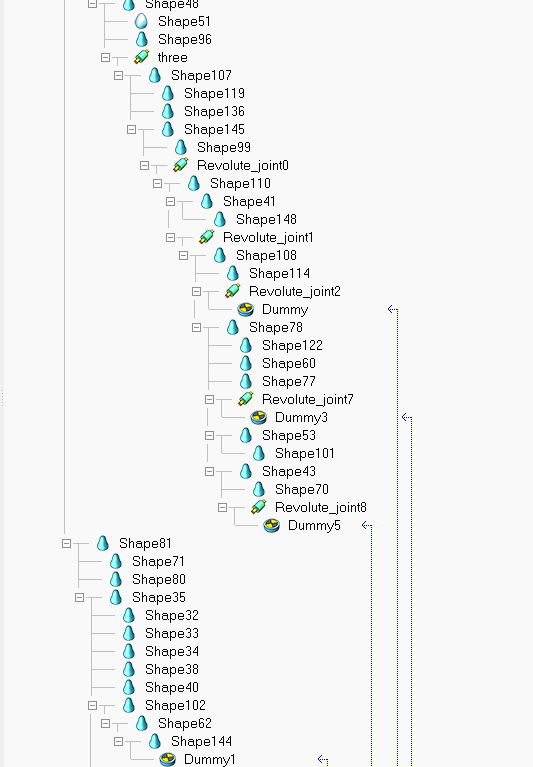 Shape48
Shape51
Shape96
three
Shape107
Shape119
Shape136
Shape145
Shape99
Revolute_joint0
Shape110
Shape41
Shape148
Revolute_joint1
Shape108
Shape114
Revolute_joint2
Dummy
Shape78
Shape122
Shape60
Shape77
Revolute_joint7
Dummy3
Shape53
Shape101
Shape43
Shape70
Revolute_joint8
Dummy5
Shape81
Shape71
Shape80
Shape35
Shape32
Shape33
Shape34
Shape38
Shape40
Shape102
Shape62
Shape144
Dummy1